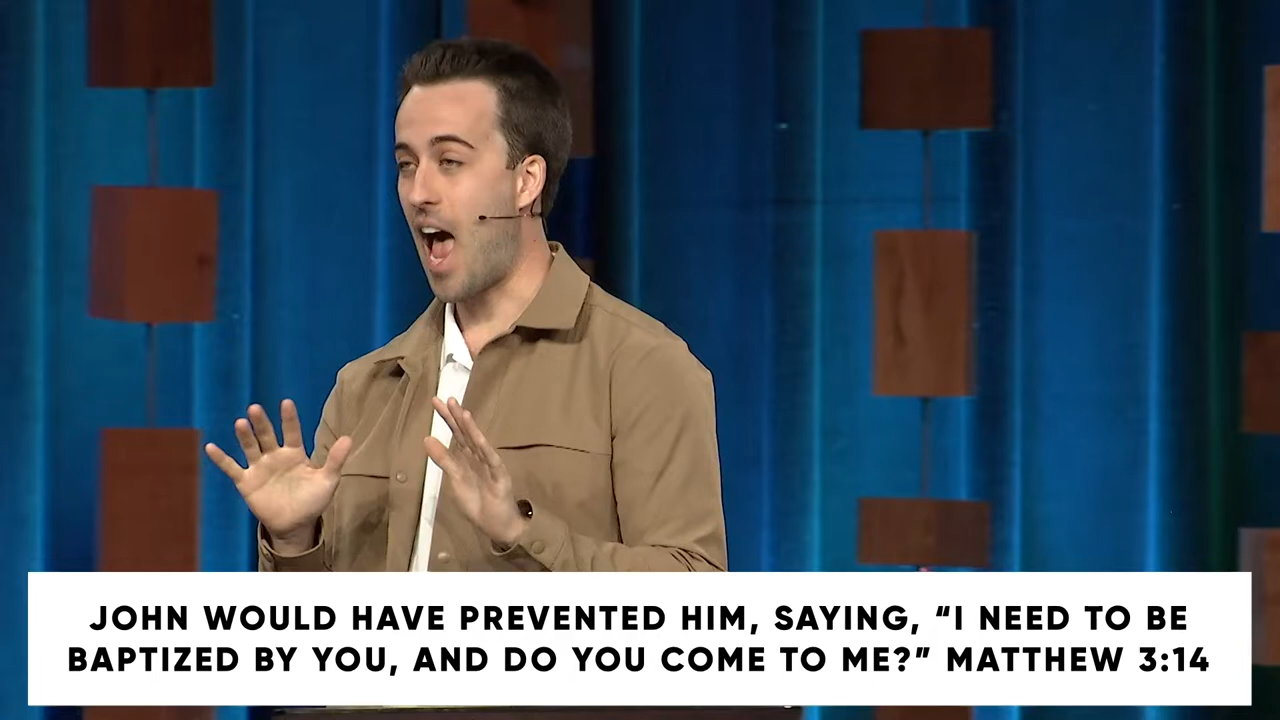 JOHN WOULD HAVE PREVENTED HIM, SAYING, “I NEED TO BE
BAPTIZED BY YOU, AND DO YOU COME TO ME?” MATTHEW 3:14